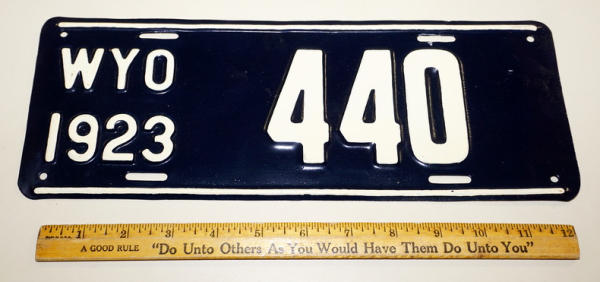 WYO
1923
440
1 2 3 4 5 6 7 8 9 10 11 12
A GOOD RULE "Do Unto Others As You Would Have Them Do Unto You"